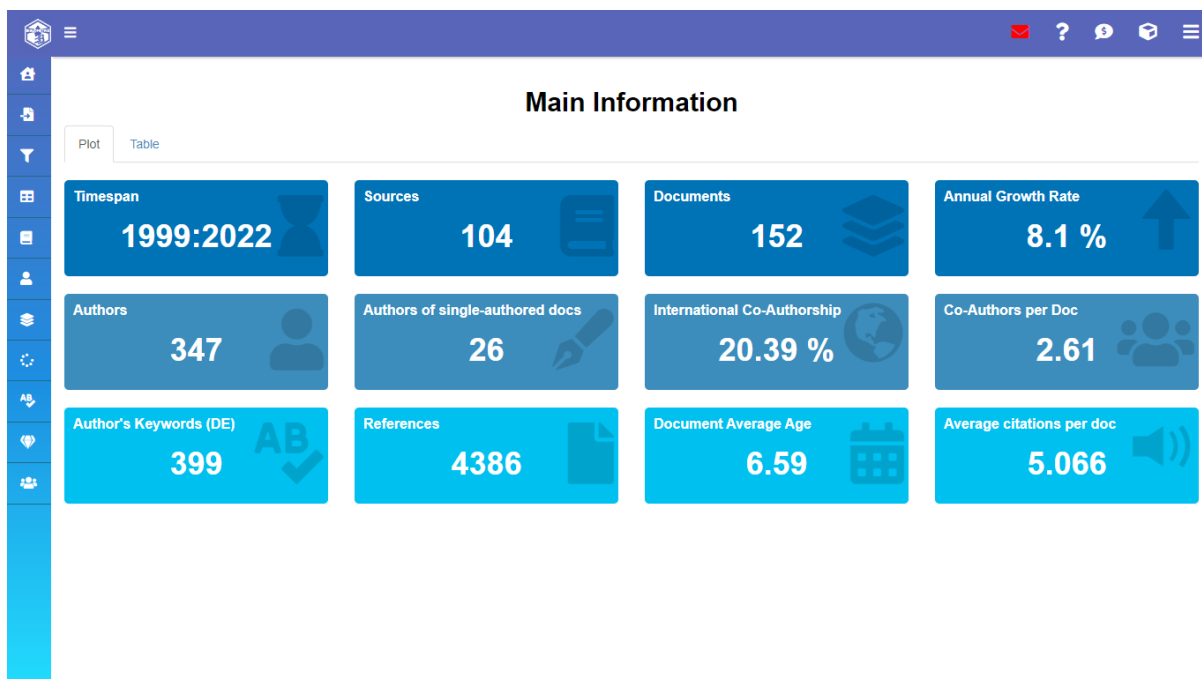 Main Information
Plot Table
Timespan
1999:2022
Sources
104
Documents
152
Annual Growth Rate
8.1 %
Authors
347
Authors of single-authored docs
26
International Co-Authorship
20.39 %
Co-Authors per Doc
2.61
Author's Keywords (DE)
399
AB
References
4386
Document Average Age
6.59
Average citations per doc
5.066
AB